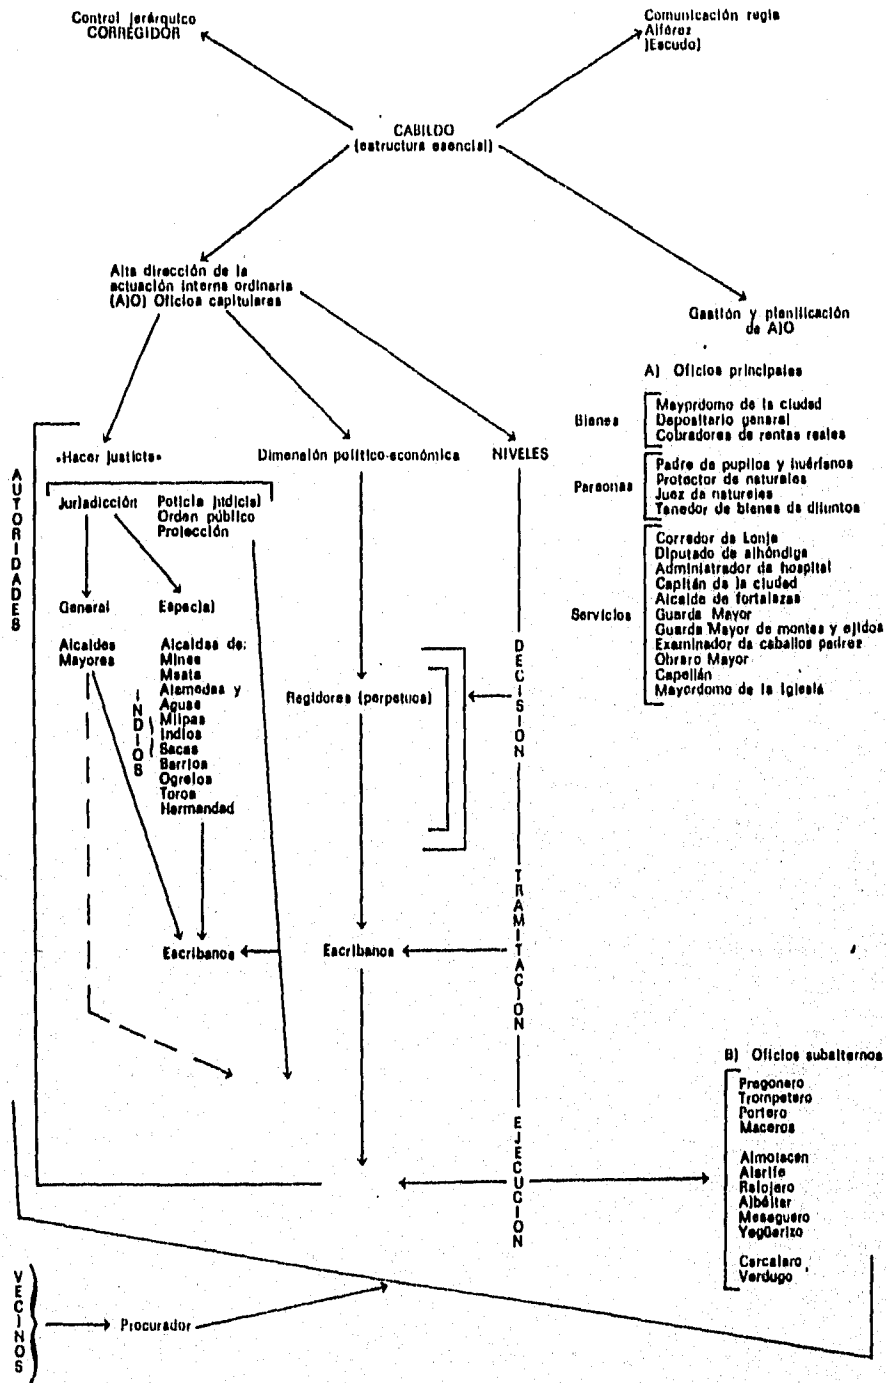 Control jerárquico
CORREGIDOR
Comunicación regia
Alférez
(Escudo)
CABILDO
(estructura esencial)
Alta dirección de la
actuación interna ordinaria
(AIO) Oficios capitulares
Gestión y planificación
de AIO
A) Oficios principales
Bienes
Mayordomo de la ciudad
Depositario general
Cobradores de rentas reales
Personas
Padre de pupilos y huérfanos
Protector de naturales
Juez de naturales
Tenedor de bienes de difuntos
Servicios
Corredor de Lonja
Diputado de alhóndiga
Administrador de hospital
Capitán de la ciudad
Alcalde de fortalezas
Guarda Mayor
Guarda Mayor de montes y ejidos
Examinador de caballos padres
Obrero Mayor
Capellán
Mayordomo de la Iglesia
AUTORIDADES
«Hacer justicia»
Dimensión político-económica
NIVELES
Jurisdicción
Policía judicial
Orden público
Protección
General
Especial
Alcaldes
Mayores
Alcaldes de:
Minas
Mesta
Alamedas y
Aguas
Milpas
Indios
Sacas
Barrios
Ogrelos
Toros
Hermandad
INDIOS
Regidores (perpetuos)
DECISION
TRAMITACION
EJECUCION
Escribanos
Escribanos
B) Oficios subalternos
Pregonero
Trompetero
Portero
Maceros
Almotacén
Alarife
Relojero
Albéitar
Meseguero
Yegüerizo
Carcelero
Verdugo
VECINOS
Procurador